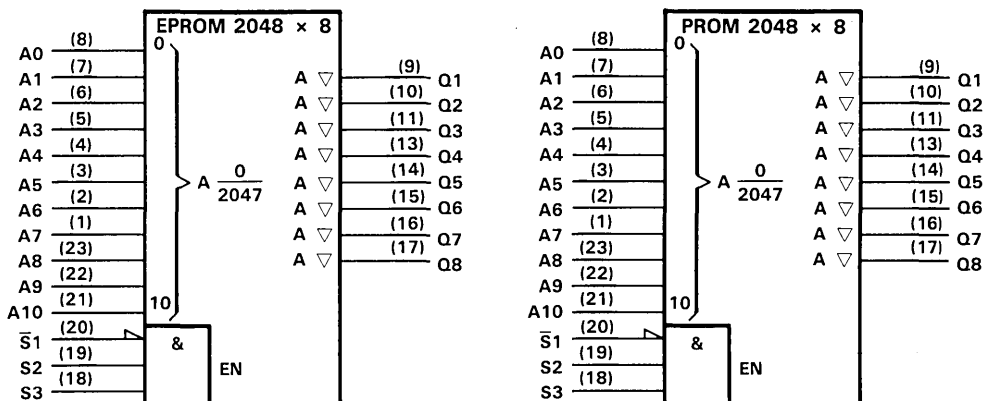 EPROM 2048 × 8
A0 (8) 0
A1 (7) A ▽ (9) Q1
A2 (6) A ▽ (10) Q2
A3 (5) A ▽ (11) Q3
A4 (4) A ▽ (13) Q4
A5 (3) A 0/2047 A ▽ (14) Q5
A6 (2) A ▽ (15) Q6
A7 (1) A ▽ (16) Q7
A8 (23) A ▽ (17) Q8
A9 (22)
A10 (21) 10
S̅1 (20) &
S2 (19) EN
S3 (18)
PROM 2048 × 8
A0 (8) 0
A1 (7) A ▽ (9) Q1
A2 (6) A ▽ (10) Q2
A3 (5) A ▽ (11) Q3
A4 (4) A ▽ (13) Q4
A5 (3) A 0/2047 A ▽ (14) Q5
A6 (2) A ▽ (15) Q6
A7 (1) A ▽ (16) Q7
A8 (23) A ▽ (17) Q8
A9 (22)
A10 (21) 10
S̅1 (20) &
S2 (19) EN
S3 (18)